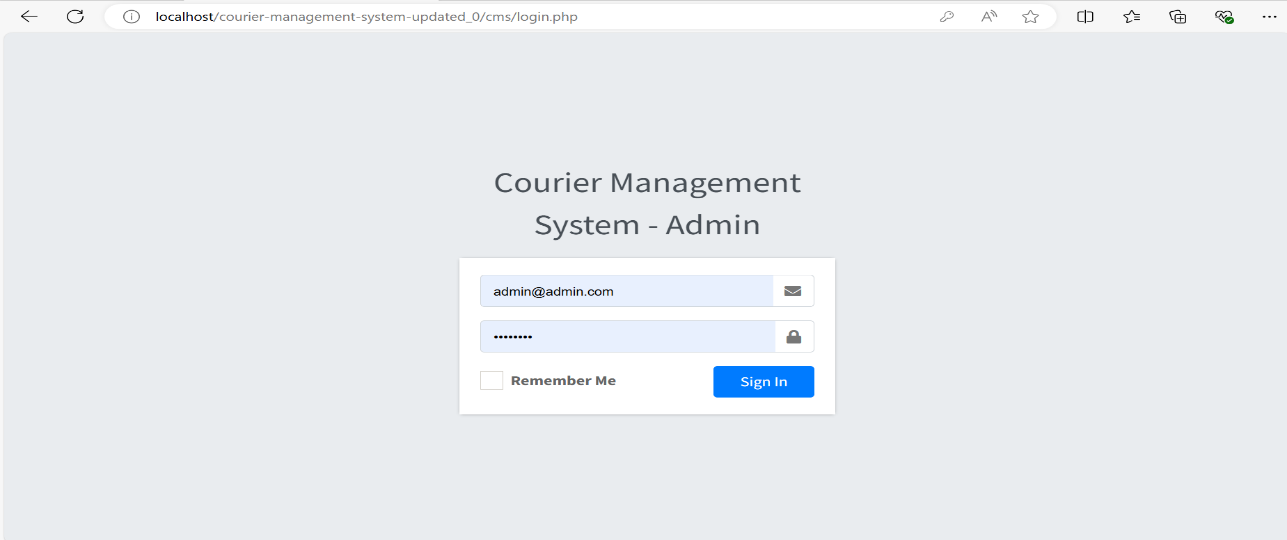 localhost/courier-management-system-updated_0/cms/login.php
Courier Management
System - Admin
admin@admin.com
••••••••
Remember Me
Sign In